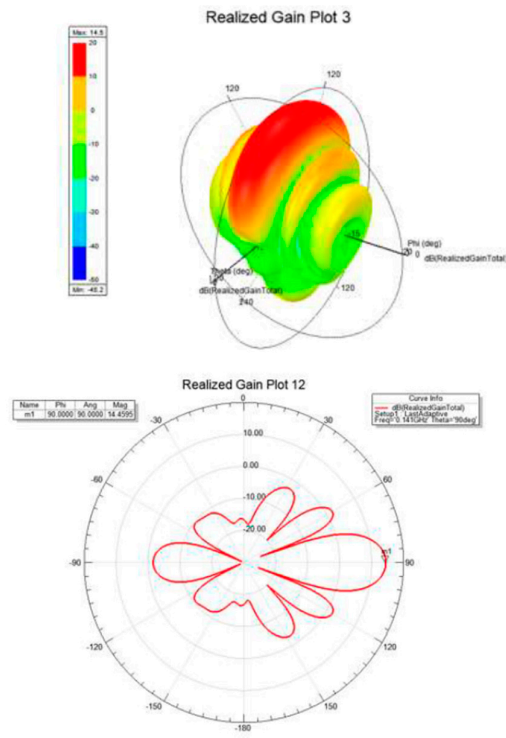 Realized Gain Plot 3
Max: 14.5
20
10
0
-10
-20
-30
-40
-50
Min: -46.2
120
120
-15
Phi (deg)
0
dB(RealizedGainTotal)
Theta (deg)
dB(RealizedGainTotal)
240
-120
Realized Gain Plot 12
Name Phi Ang Mag
m1 90.0000 90.0000 14.4595
Curve Info
dB(RealizedGainTotal)
Setup1 : LastAdaptive
Freq='0.141GHz' Theta='90deg'
0
-30
30
10.00
0.00
-60
60
-10.00
-20.00
m1
-90
90
-120
120
-150
150
-180